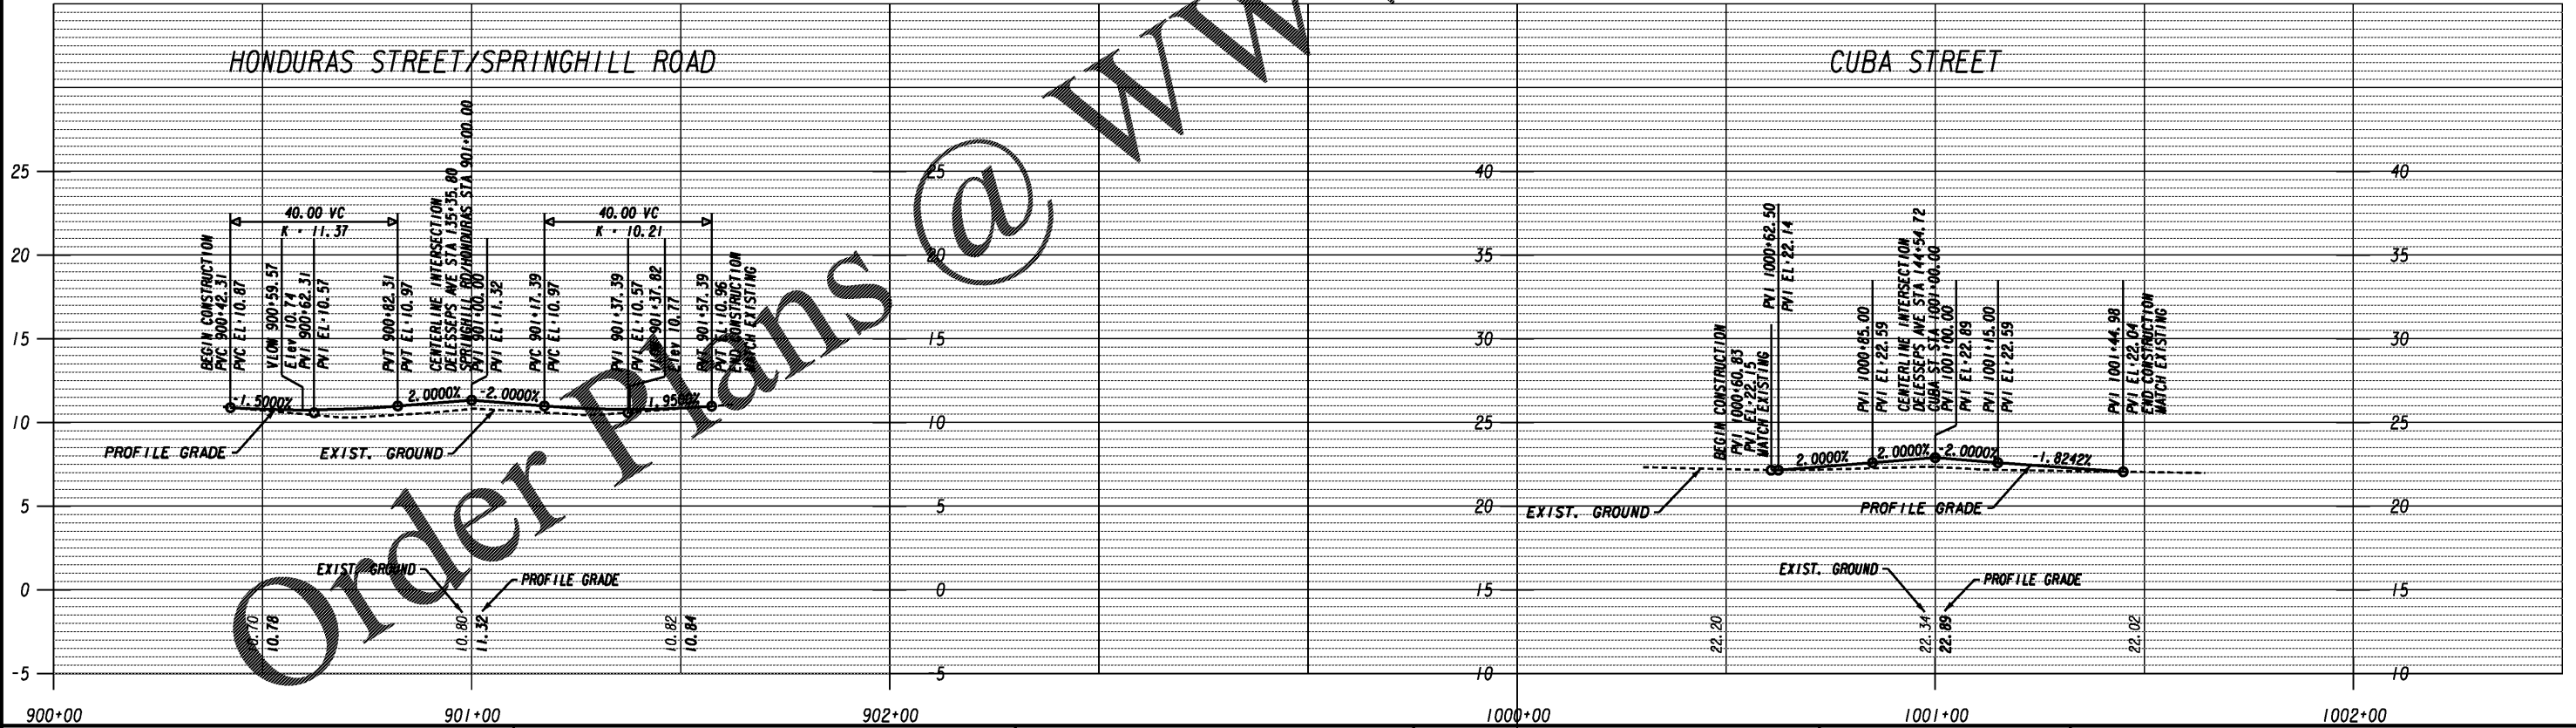 HONDURAS STREET/SPRINGHILL ROAD
CUBA STREET
Order Plans @ WW
25
20
15
10
5
0
-5
25
20
15
10
5
0
-5
40
35
30
25
20
15
10
40
35
30
25
20
15
10
40.00 VC
K = 11.37
40.00 VC
K = 10.21
BEGIN CONSTRUCTION
PVC 900+42.31
PVC EL=10.87
VLOW 900+59.57
Elev 10.74
PVI 900+62.31
PVI EL=10.57
PVT 900+82.31
PVT EL=10.97
CENTERLINE INTERSECTION
DELESSEPS AVE STA 135+35.80
SPRINGHILL RD/HONDURAS STA 901+00.00
PVI 901+00.00
PVI EL=11.32
PVC 901+17.39
PVC EL=10.97
PVI 901+37.39
PVI EL=10.57
VLOW 901+37.82
Elev 10.77
PVT 901+57.39
PVT EL=10.96
END CONSTRUCTION
MATCH EXISTING
-1.5000%
2.0000%
-2.0000%
1.9500%
PROFILE GRADE
EXIST. GROUND
EXIST. GROUND
PROFILE GRADE
10.70
10.78
10.80
11.32
10.82
10.84
BEGIN CONSTRUCTION
PVI 1000+60.83
PVI EL=22.15
MATCH EXISTING
PVI 1000+62.50
PVI EL=22.14
PVI 1000+85.00
PVI EL=22.59
CENTERLINE INTERSECTION
DELESSEPS AVE STA 144+54.72
CUBA ST STA 1001+00.00
PVI 1001+00.00
PVI EL=22.89
PVI 1001+15.00
PVI EL=22.59
PVI 1001+44.98
PVI EL=22.04
END CONSTRUCTION
MATCH EXISTING
2.0000%
2.0000%
-2.0000%
-1.8242%
EXIST. GROUND
PROFILE GRADE
EXIST. GROUND
PROFILE GRADE
22.20
22.34
22.89
22.02
900+00
901+00
902+00
1000+00
1001+00
1002+00